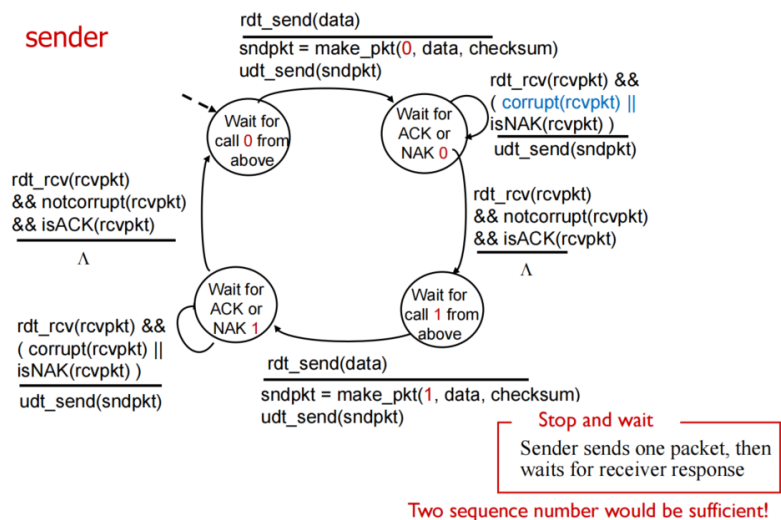 sender
rdt_send(data)
sndpkt = make_pkt(0, data, checksum)
udt_send(sndpkt)
Wait for
call 0 from
above
Wait for
ACK or
NAK 0
rdt_rcv(rcvpkt) &&
( corrupt(rcvpkt) ||
isNAK(rcvpkt) )
udt_send(sndpkt)
rdt_rcv(rcvpkt)
&& notcorrupt(rcvpkt)
&& isACK(rcvpkt)
Λ
rdt_rcv(rcvpkt)
&& notcorrupt(rcvpkt)
&& isACK(rcvpkt)
Λ
Wait for
ACK or
NAK 1
Wait for
call 1 from
above
rdt_rcv(rcvpkt) &&
( corrupt(rcvpkt) ||
isNAK(rcvpkt) )
udt_send(sndpkt)
rdt_send(data)
sndpkt = make_pkt(1, data, checksum)
udt_send(sndpkt)
Stop and wait
Sender sends one packet, then
waits for receiver response
Two sequence number would be sufficient!